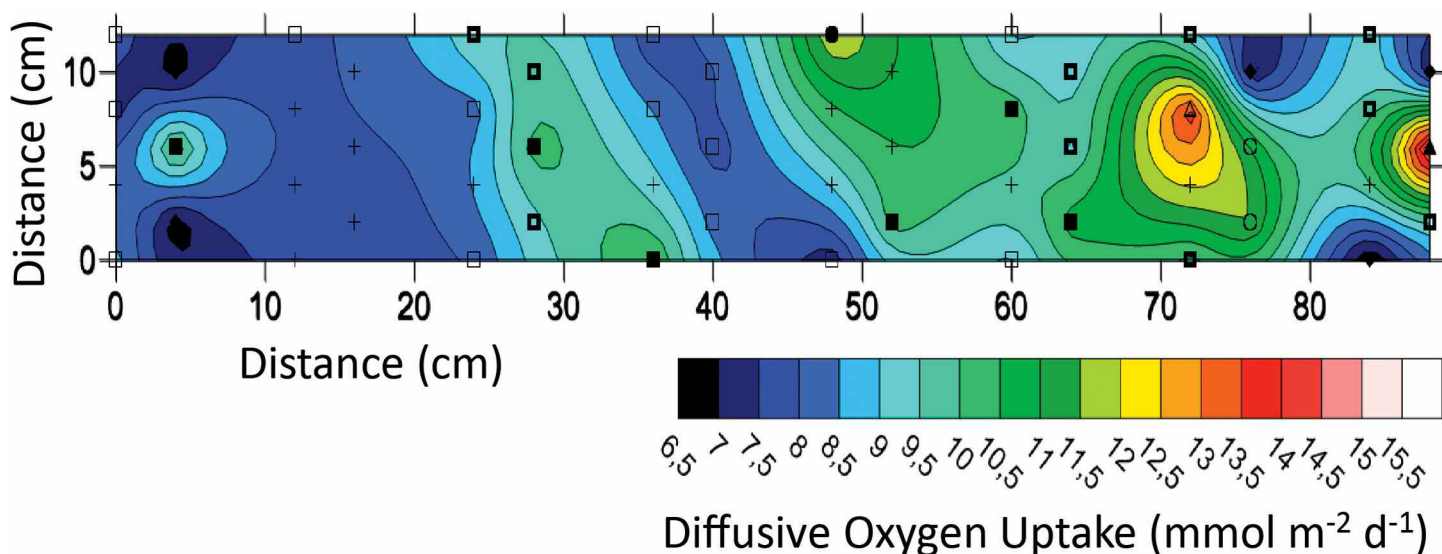 Distance (cm)
10
5
0
0 10 20 30 40 50 60 70 80
Distance (cm)
6,5 7 7,5 8 8,5 9 9,5 10 10,5 11 11,5 12 12,5 13 13,5 14 14,5 15 15,5
Diffusive Oxygen Uptake (mmol m⁻² d⁻¹)